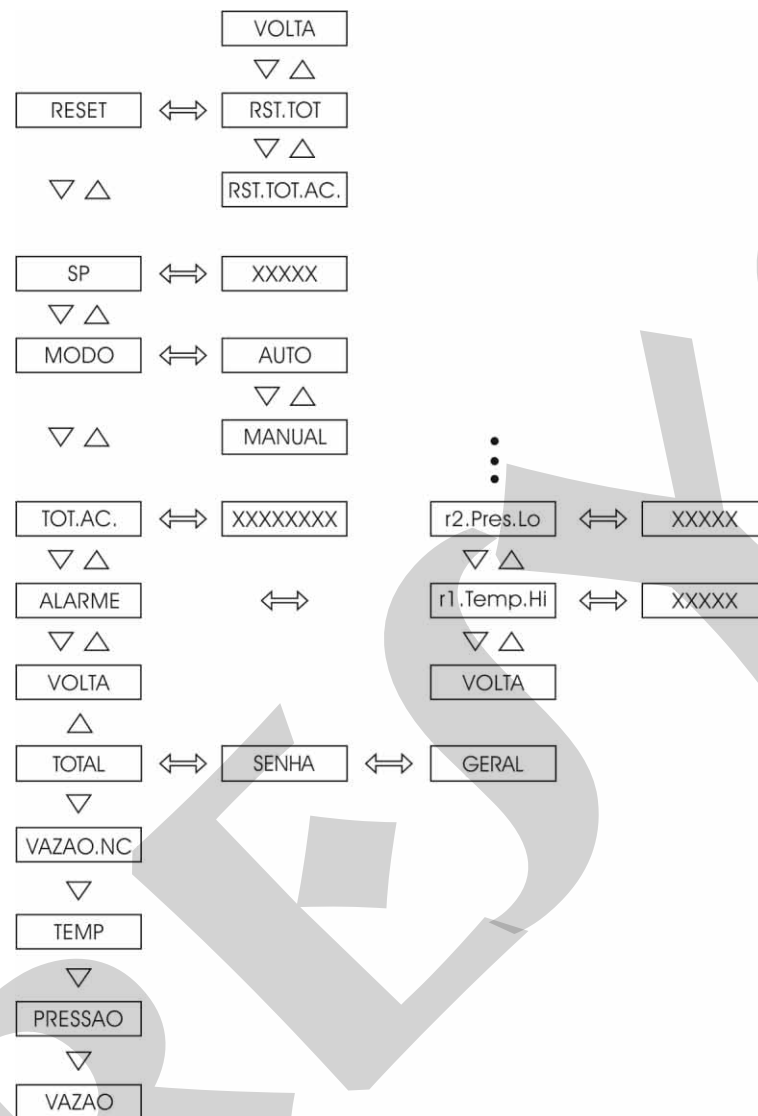 VOLTA
RESET RST.TOT
RST.TOT.AC.
SP XXXXX
MODO AUTO
MANUAL
TOT.AC. XXXXXXXX r2.Pres.Lo XXXXX
ALARME r1.Temp.Hi XXXXX
VOLTA VOLTA
TOTAL SENHA GERAL
VAZAO.NC
TEMP
PRESSAO
VAZAO